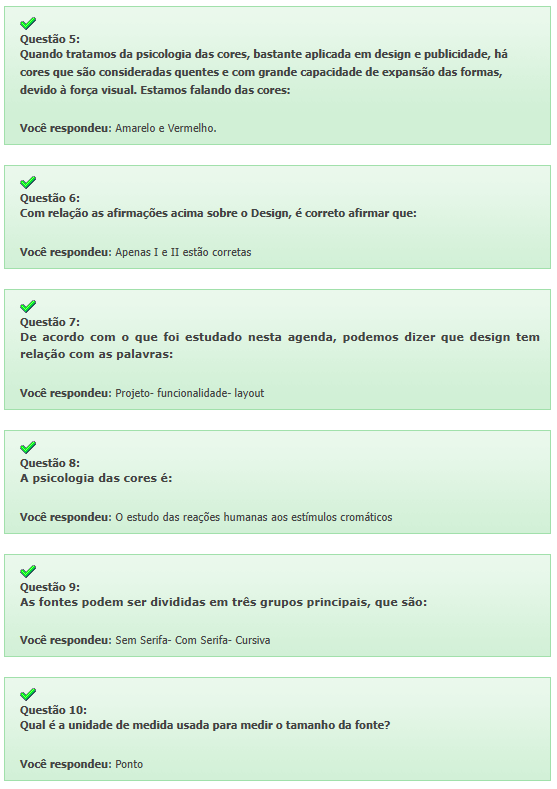 Questão 5:
Quando tratamos da psicologia das cores, bastante aplicada em design e publicidade, há
cores que são consideradas quentes e com grande capacidade de expansão das formas,
devido à força visual. Estamos falando das cores:
Você respondeu: Amarelo e Vermelho.
Questão 6:
Com relação as afirmações acima sobre o Design, é correto afirmar que:
Você respondeu: Apenas I e II estão corretas
Questão 7:
De acordo com o que foi estudado nesta agenda, podemos dizer que design tem
relação com as palavras:
Você respondeu: Projeto- funcionalidade- layout
Questão 8:
A psicologia das cores é:
Você respondeu: O estudo das reações humanas aos estímulos cromáticos
Questão 9:
As fontes podem ser divididas em três grupos principais, que são:
Você respondeu: Sem Serifa- Com Serifa- Cursiva
Questão 10:
Qual é a unidade de medida usada para medir o tamanho da fonte?
Você respondeu: Ponto